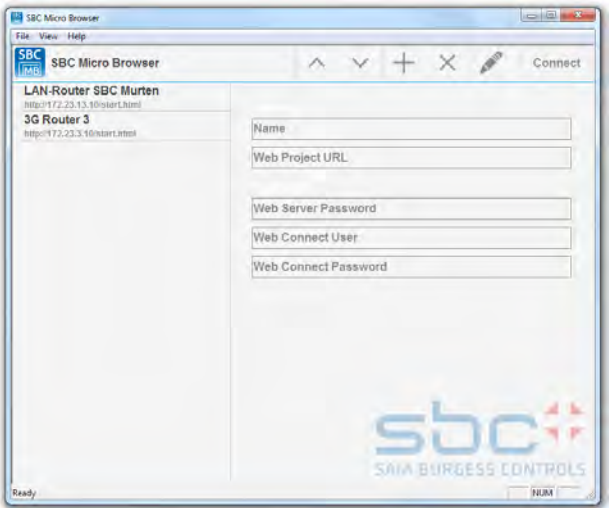 SBC Micro Browser
File View Help
SBC
MB
SBC Micro Browser
Connect
LAN-Router SBC Murten
http://172.23.13.10/start.html
3G Router 3
http://172.23.3.10/start.html
Name
Web Project URL
Web Server Password
Web Connect User
Web Connect Password
sbc
SAIA BURGESS CONTROLS
Ready
NUM